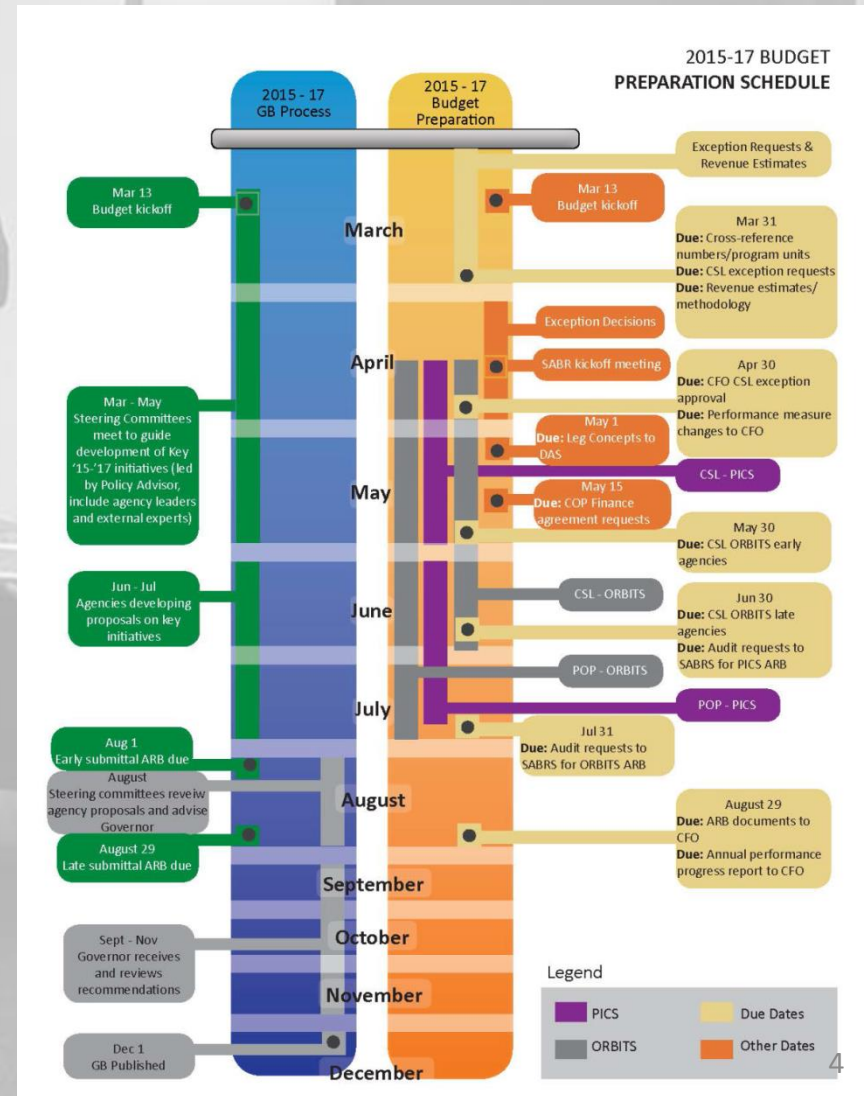 2015-17 BUDGET
PREPARATION SCHEDULE
2015 - 17
GB Process
2015 - 17
Budget
Preparation
Exception Requests &
Revenue Estimates
Mar 13
Budget kickoff
Mar 13
Budget kickoff
March
Mar 31
Due: Cross-reference
numbers/program units
Due: CSL exception requests
Due: Revenue estimates/
methodology
Exception Decisions
April
SABR kickoff meeting
Apr 30
Due: CFO CSL exception
approval
Due: Performance measure
changes to CFO
Mar - May
Steering Committees
meet to guide
development of Key
'15-'17 initiatives (led
by Policy Advisor,
include agency leaders
and external experts)
May 1
Due: Leg Concepts to
DAS
CSL - PICS
May
May 15
Due: COP Finance
agreement requests
May 30
Due: CSL ORBITS early
agencies
Jun - Jul
Agencies developing
proposals on key
initiatives
June
CSL - ORBITS
Jun 30
Due: CSL ORBITS late
agencies
Due: Audit requests to
SABRS for PICS ARB
POP - ORBITS
July
POP - PICS
Aug 1
Early submittal ARB due
Jul 31
Due: Audit requests to
SABRS for ORBITS ARB
August
Steering committees reveiw
agency proposals and advise
Governor
August
August 29
Late submittal ARB due
August 29
Due: ARB documents to
CFO
Due: Annual performance
progress report to CFO
September
Sept - Nov
Governor receives
and reviews
recommendations
October
November
Dec 1
GB Published
December
Legend
PICS
Due Dates
ORBITS
Other Dates
4